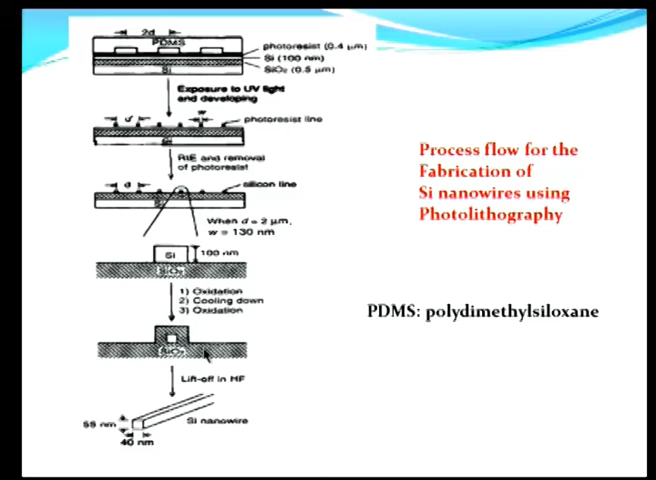 2d
PDMS
photoresist (0.4 μm)
Si (100 nm)
SiO₂ (0.5 μm)
Si
Exposure to UV light
and developing
d
w
photoresist line
RIE and removal
of photoresist
d
silicon line
When d = 2 μm,
w = 130 nm
Si
100 nm
SiO₂
1) Oxidation
2) Cooling down
3) Oxidation
SiO₂
Lift-off in HF
55 nm
Si nanowire
40 nm
Process flow for the
Fabrication of
Si nanowires using
Photolithography
PDMS: polydimethylsiloxane